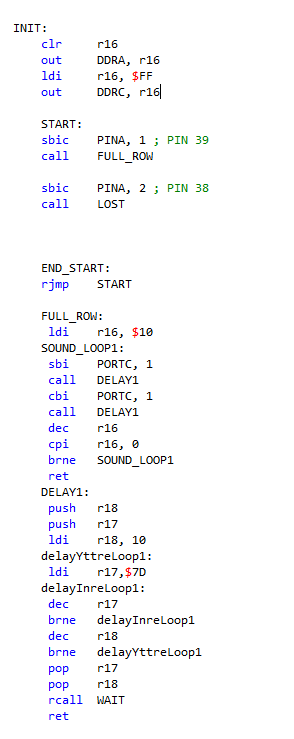 INIT:
clr r16
out DDRA, r16
ldi r16, $FF
out DDRC, r16
START:
sbic PINA, 1 ; PIN 39
call FULL_ROW
sbic PINA, 2 ; PIN 38
call LOST
END_START:
rjmp START
FULL_ROW:
ldi r16, $10
SOUND_LOOP1:
sbi PORTC, 1
call DELAY1
cbi PORTC, 1
call DELAY1
dec r16
cpi r16, 0
brne SOUND_LOOP1
ret
DELAY1:
push r18
push r17
ldi r18, 10
delayYttreLoop1:
ldi r17,$7D
delayInreLoop1:
dec r17
brne delayInreLoop1
dec r18
brne delayYttreLoop1
pop r17
pop r18
rcall WAIT
ret